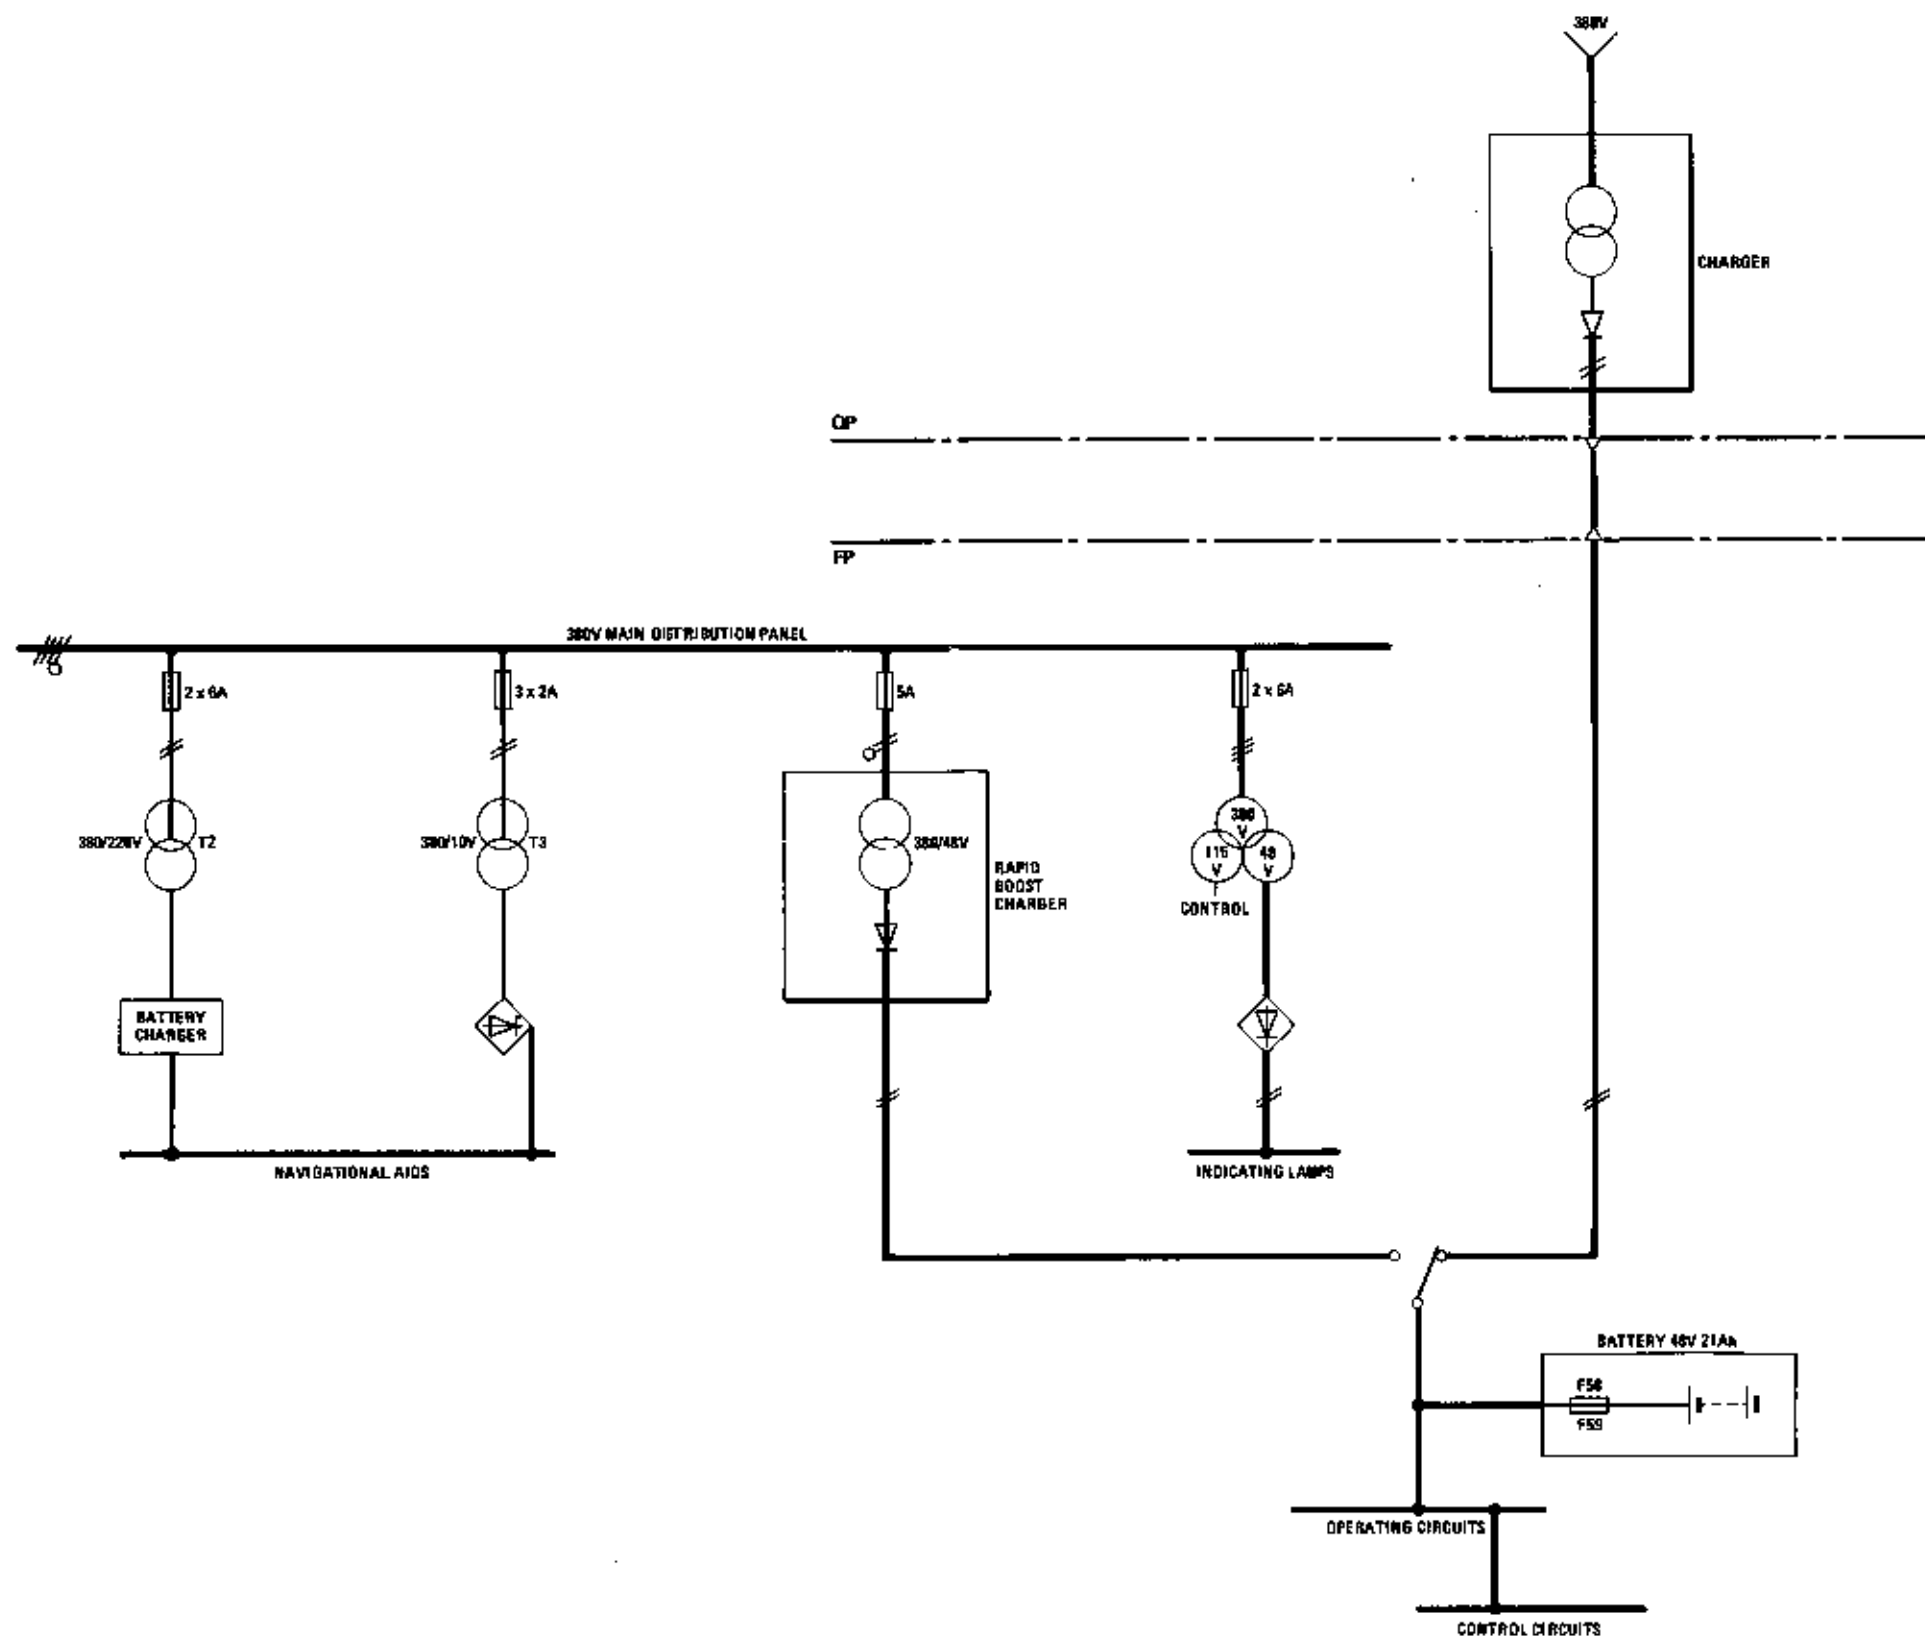 380V
CHARGER
OP
FP
380V MAIN DISTRIBUTION PANEL
2 x 6A
3 x 2A
5A
2 x 6A
380/220V
T2
380/10V
T3
380/48V
RAPID
BOOST
CHARGER
380
V
115
V
48
V
CONTROL
BATTERY
CHARGER
NAVIGATIONAL AIDS
INDICATING LAMPS
BATTERY 48V 21Ah
F58
F59
OPERATING CIRCUITS
CONTROL CIRCUITS